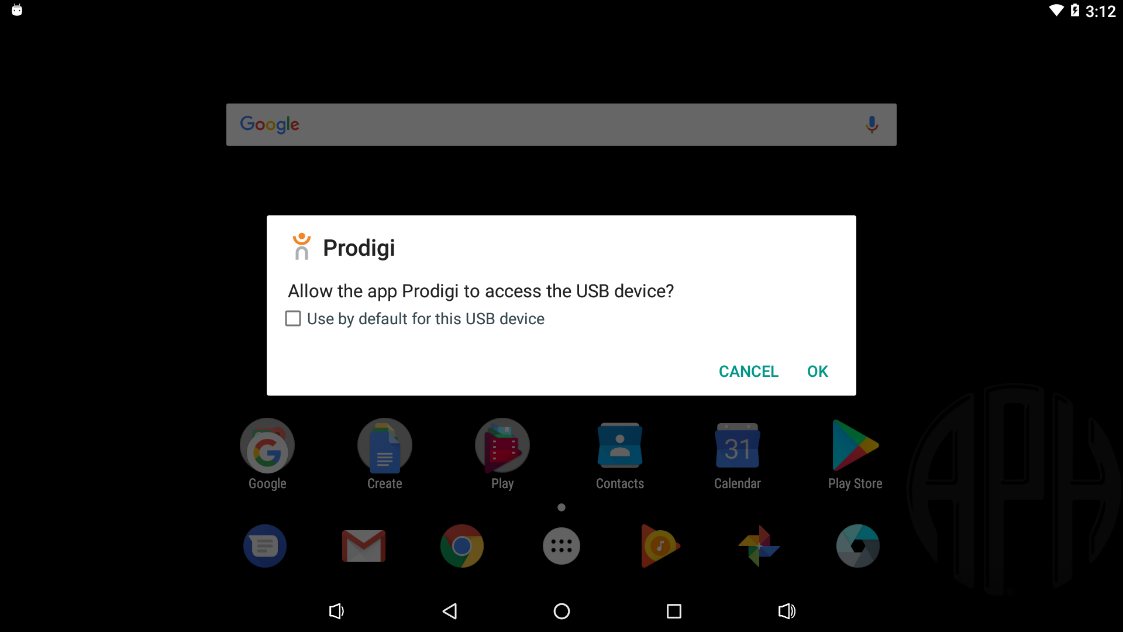 3:12
Google
Prodigi
Allow the app Prodigi to access the USB device?
Use by default for this USB device
CANCEL OK
Google Create Play Contacts 31 Calendar Play Store
APH